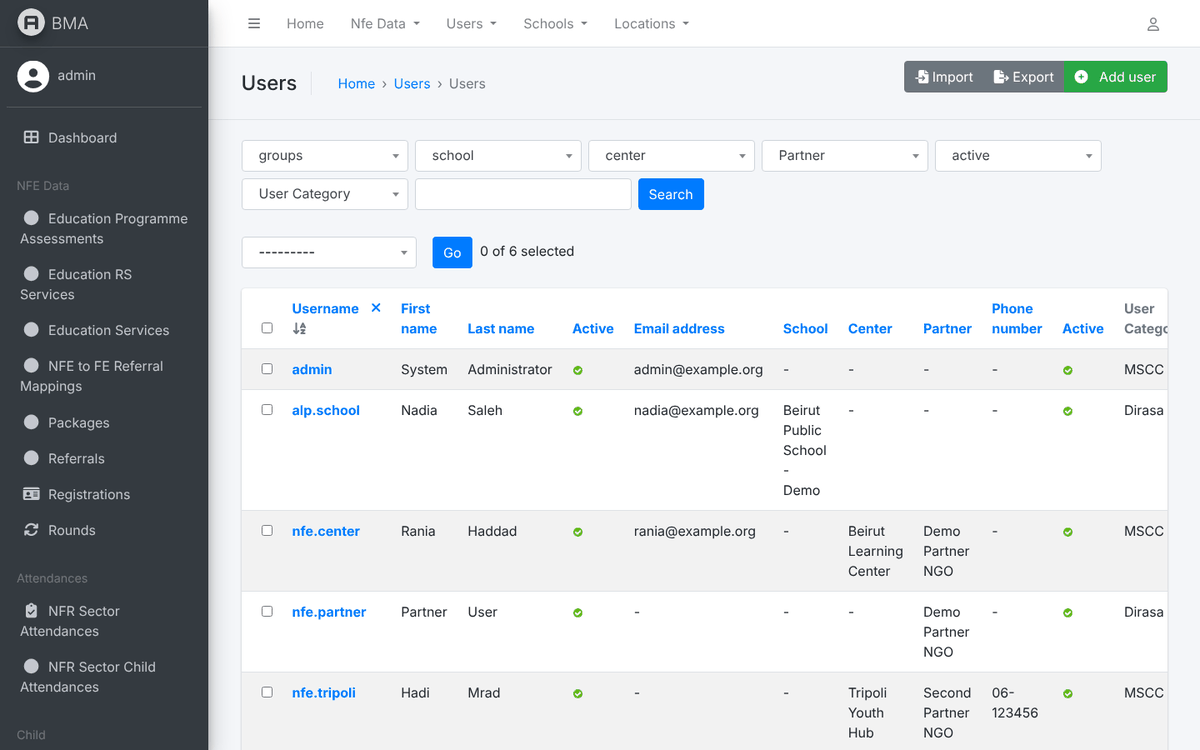 BMA
admin
Dashboard
NFE Data
Education Programme
Assessments
Education RS
Services
Education Services
NFE to FE Referral
Mappings
Packages
Referrals
Registrations
Rounds
Attendances
NFR Sector
Attendances
NFR Sector Child
Attendances
Child
Home Nfe Data Users Schools Locations
Users Home › Users › Users Import Export Add user
groups school center Partner active
User Category Search
--------- Go 0 of 6 selected
Username First name Last name Active Email address School Center Partner Phone number Active User Catego
admin System Administrator admin@example.org - - - - MSCC
alp.school Nadia Saleh nadia@example.org Beirut - - - Dirasa
Public
School
-
Demo
nfe.center Rania Haddad rania@example.org - Beirut Demo - MSCC
Learning Partner
Center NGO
nfe.partner Partner User - - - Demo - Dirasa
Partner
NGO
nfe.tripoli Hadi Mrad - - Tripoli Second 06- MSCC
Youth Partner 123456
Hub NGO